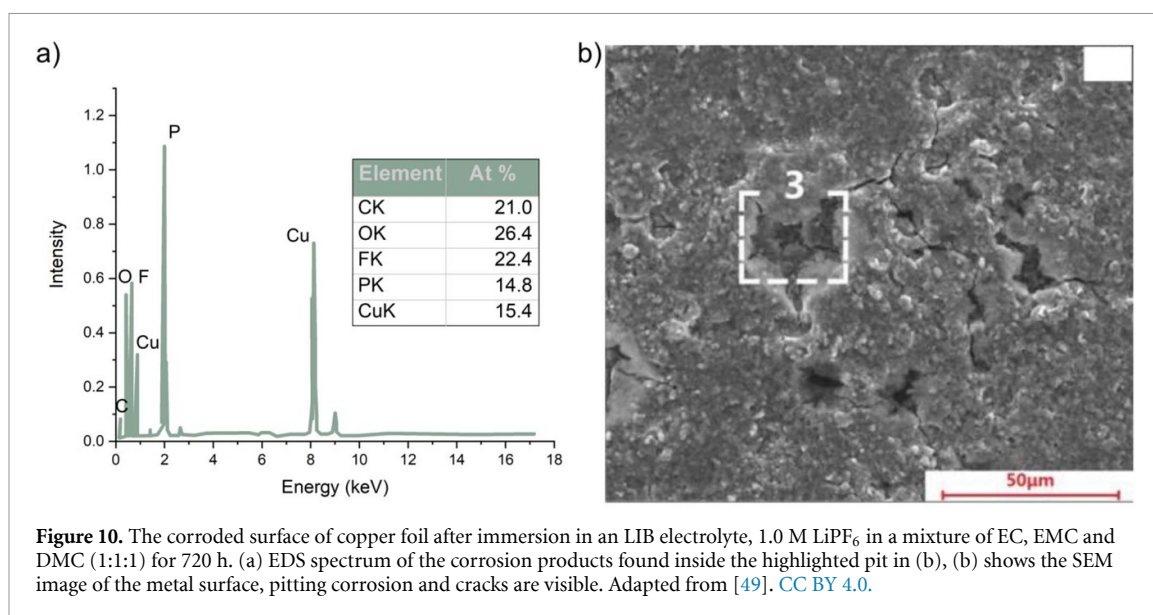 a)
b)
Intensity
1.2
1.0
0.8
0.6
0.4
0.2
0.0
P
Cu
O F
Cu
C
0 2 4 6 8 10 12 14 16 18
Energy (keV)
Element At %
CK 21.0
OK 26.4
FK 22.4
PK 14.8
CuK 15.4
3
50µm
Figure 10. The corroded surface of copper foil after immersion in an LIB electrolyte, 1.0 M LiPF₆ in a mixture of EC, EMC and
DMC (1:1:1) for 720 h. (a) EDS spectrum of the corrosion products found inside the highlighted pit in (b), (b) shows the SEM
image of the metal surface, pitting corrosion and cracks are visible. Adapted from [49]. CC BY 4.0.